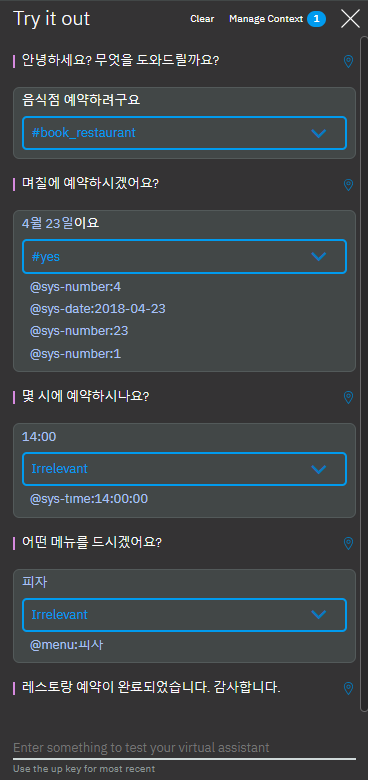 Try it out
Clear
Manage Context 1
안녕하세요? 무엇을 도와드릴까요?
음식점 예약하려구요
#book_restaurant
며칠에 예약하시겠어요?
4월 23일이요
#yes
@sys-number:4
@sys-date:2018-04-23
@sys-number:23
@sys-number:1
몇 시에 예약하시나요?
14:00
Irrelevant
@sys-time:14:00:00
어떤 메뉴를 드시겠어요?
피자
Irrelevant
@menu:피자
레스토랑 예약이 완료되었습니다. 감사합니다.
Enter something to test your virtual assistant
Use the up key for most recent